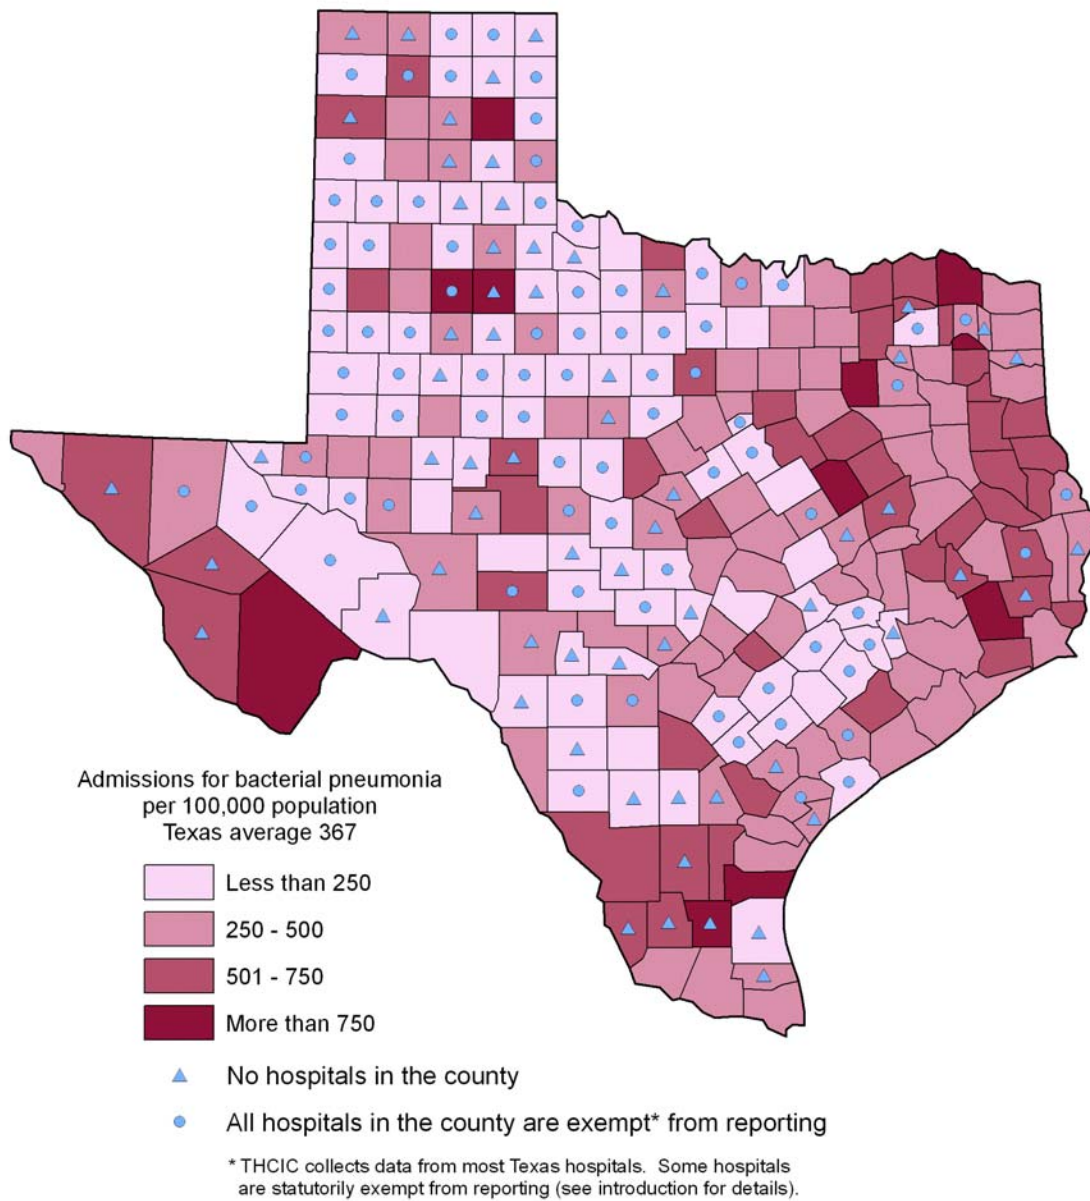 Admissions for bacterial pneumonia
per 100,000 population
Texas average 367
Less than 250
250 - 500
501 - 750
More than 750
No hospitals in the county
All hospitals in the county are exempt* from reporting
* THCIC collects data from most Texas hospitals. Some hospitals
are statutorily exempt from reporting (see introduction for details).